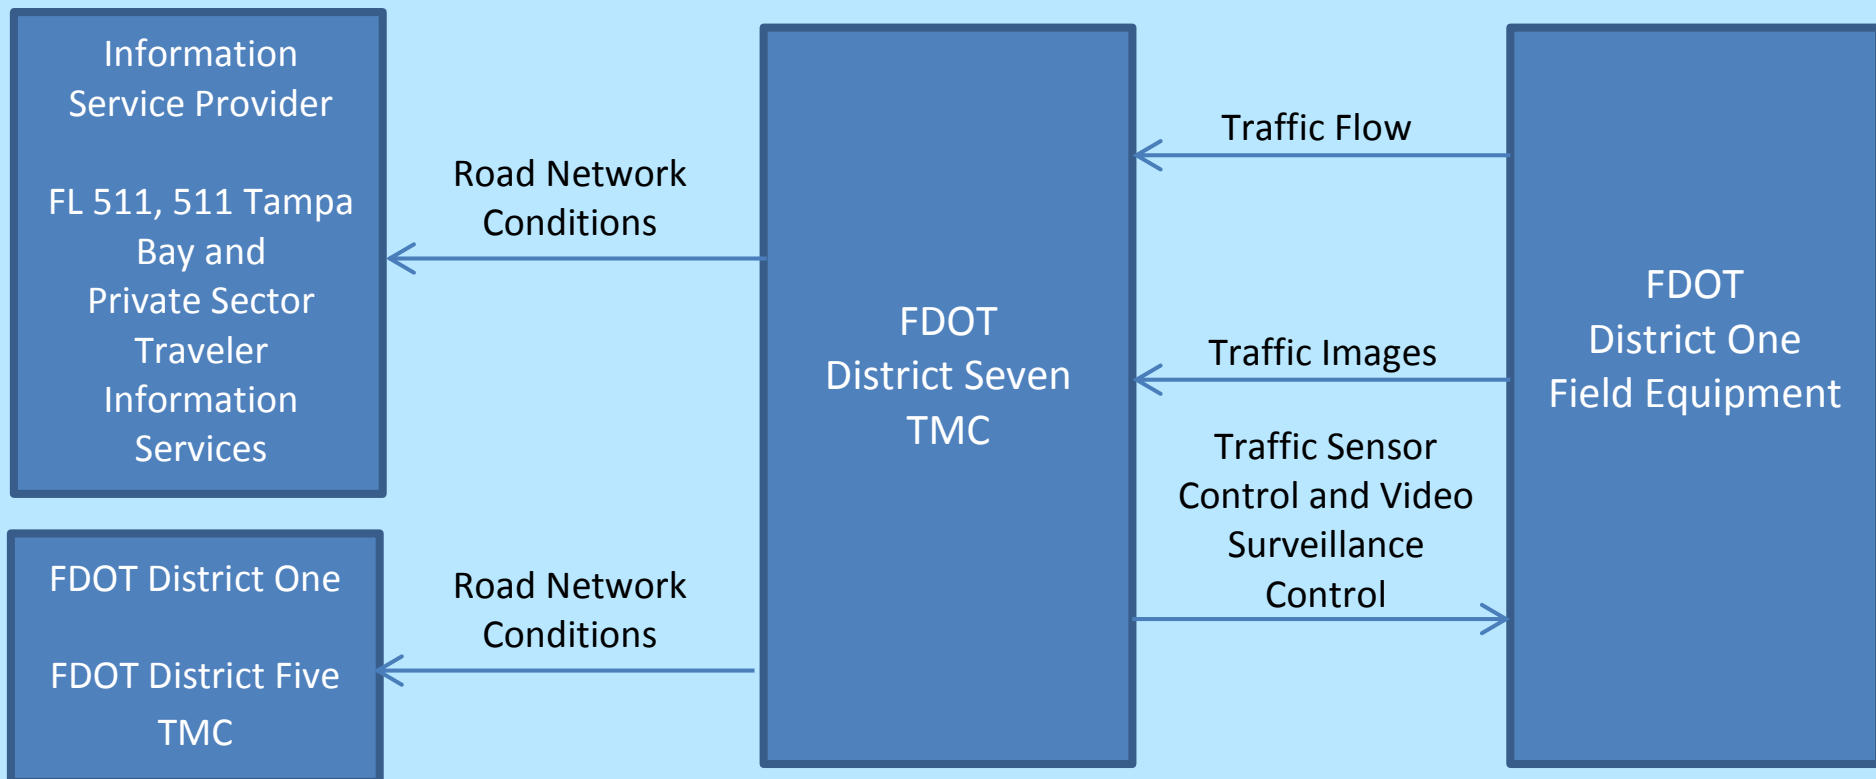 Information
Service Provider
FL 511, 511 Tampa
Bay and
Private Sector
Traveler
Information
Services
FDOT District One
FDOT District Five
TMC
Road Network
Conditions
Road Network
Conditions
FDOT
District Seven
TMC
Traffic Flow
Traffic Images
Traffic Sensor
Control and Video
Surveillance
Control
FDOT
District One
Field Equipment